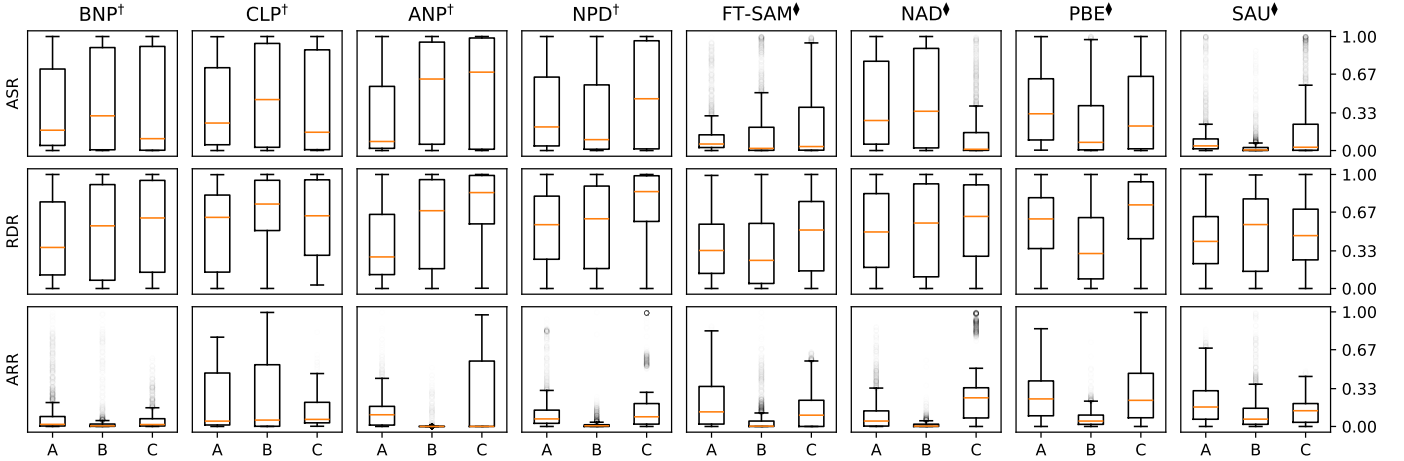 BNP† CLP† ANP† NPD† FT-SAM♦ NAD♦ PBE♦ SAU♦
ASR
1.00
0.67
0.33
0.00
RDR
1.00
0.67
0.33
0.00
ARR
1.00
0.67
0.33
0.00
A B C A B C A B C A B C A B C A B C A B C A B C